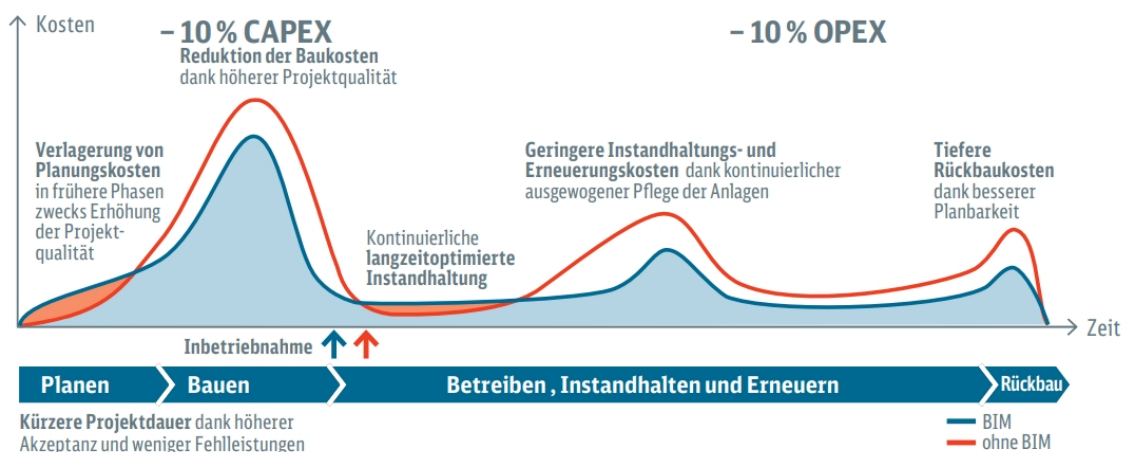 Kosten
– 10 % CAPEX
Reduktion der Baukosten
dank höherer Projektqualität
– 10 % OPEX
Verlagerung von
Planungskosten
in frühere Phasen
zwecks Erhöhung
der Projekt-
qualität
Kontinuierliche
langzeitoptimierte
Instandhaltung
Geringere Instandhaltungs- und
Erneuerungskosten dank kontinuierlicher
ausgewogener Pflege der Anlagen
Tiefere
Rückbaukosten
dank besserer
Planbarkeit
Zeit
Inbetriebnahme
Planen
Bauen
Betreiben , Instandhalten und Erneuern
Rückbau
Kürzere Projektdauer dank höherer
Akzeptanz und weniger Fehlleistungen
BIM
ohne BIM